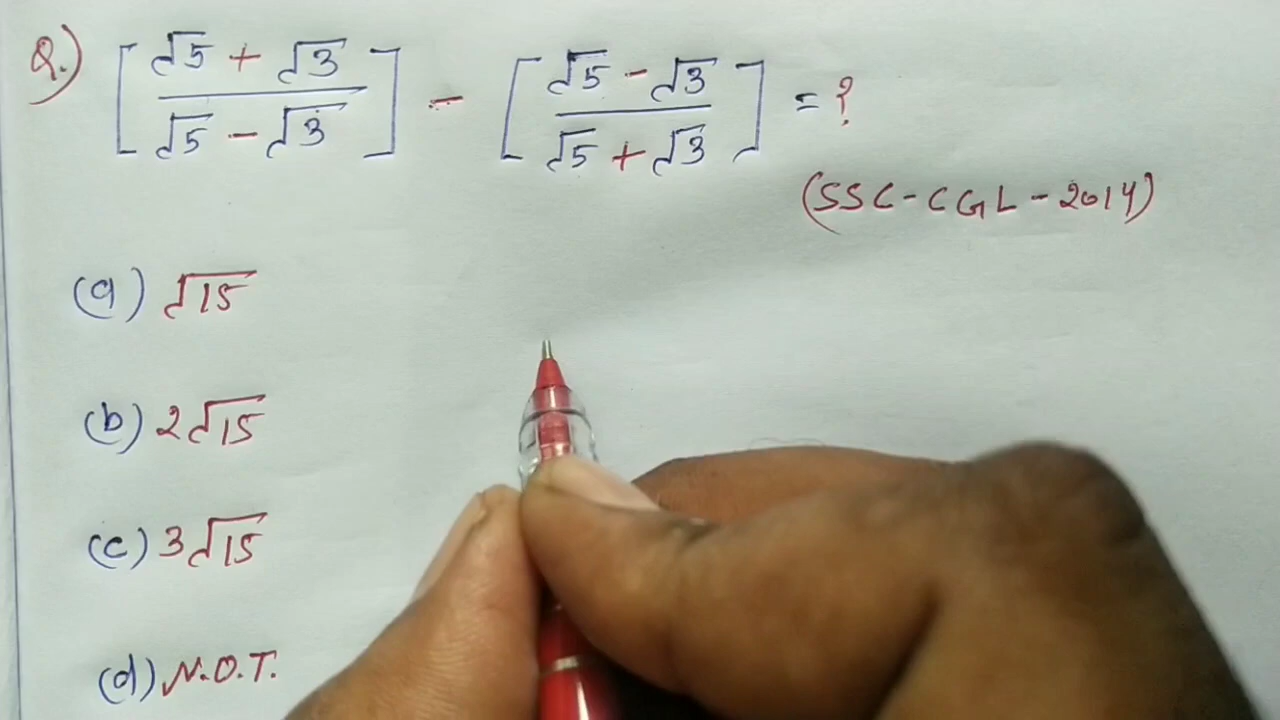 Q.) [ (√5 + √3) / (√5 - √3) ] - [ (√5 - √3) / (√5 + √3) ] = ?
(SSC-CGL-2014)
(a) √15
(b) 2√15
(c) 3√15
(d) N.O.T.